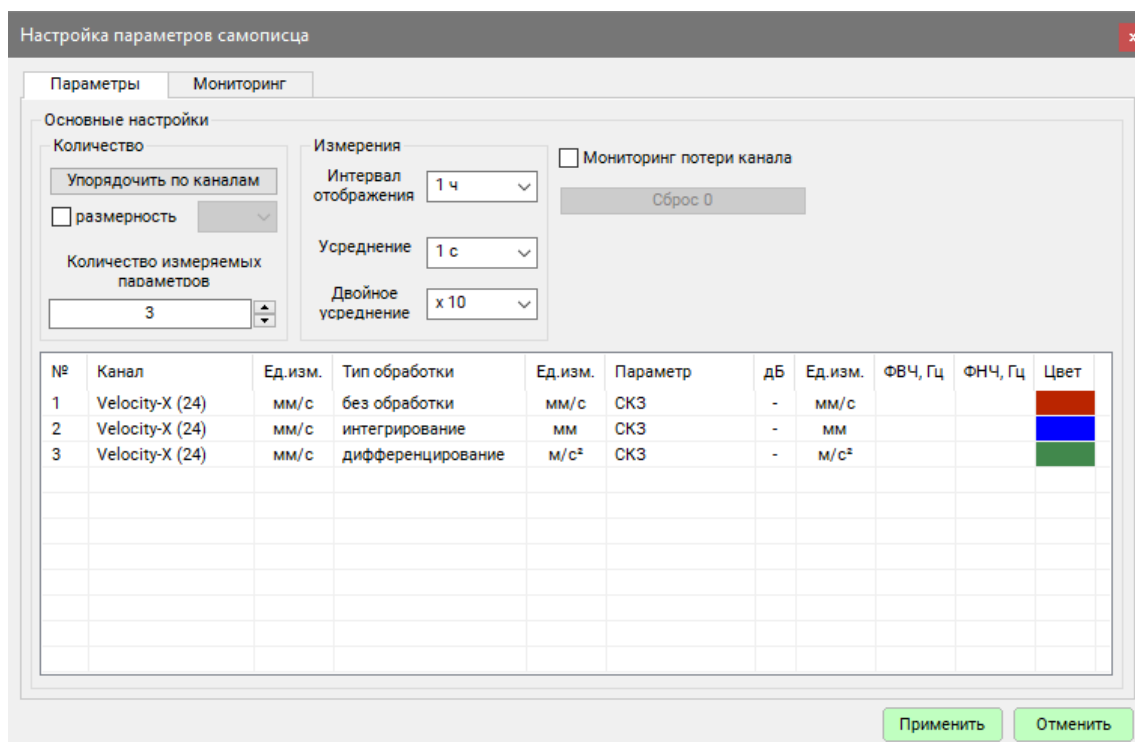 Настройка параметров самописца
x
Параметры Мониторинг
Основные настройки
Количество
Упорядочить по каналам
размерность
Количество измеряемых
параметров
3
Измерения
Интервал
отображения
1 ч
Усреднение
1 с
Двойное
усреднение
x 10
Мониторинг потери канала
Сброс 0
№ Канал Ед.изм. Тип обработки Ед.изм. Параметр дБ Ед.изм. ФВЧ, Гц ФНЧ, Гц Цвет
1 Velocity-X (24) мм/с без обработки мм/с СКЗ - мм/с
2 Velocity-X (24) мм/с интегрирование мм СКЗ - мм
3 Velocity-X (24) мм/с дифференцирование м/с² СКЗ - м/с²
Применить Отменить